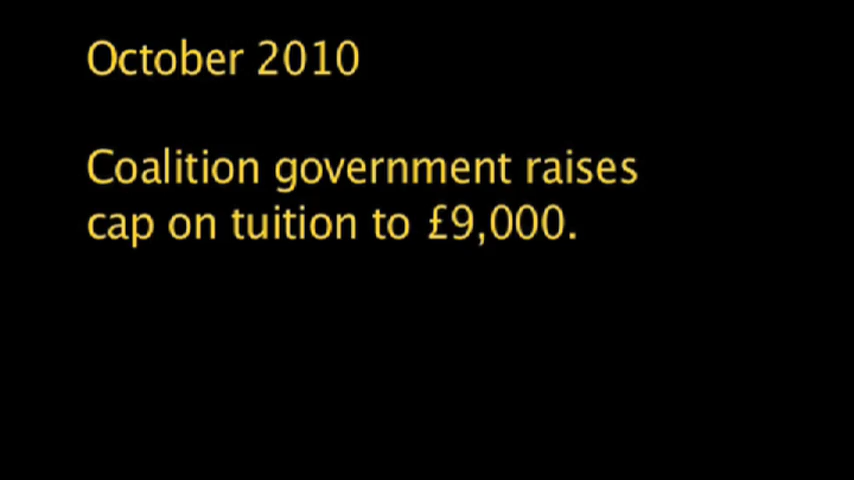 October 2010
Coalition government raises
cap on tuition to £9,000.